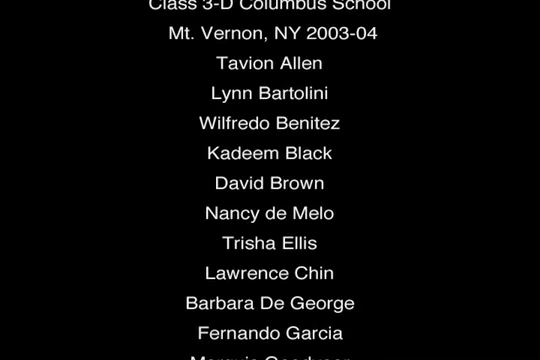 Class 3-D Columbus School
Mt. Vernon, NY 2003-04
Tavion Allen
Lynn Bartolini
Wilfredo Benitez
Kadeem Black
David Brown
Nancy de Melo
Trisha Ellis
Lawrence Chin
Barbara De George
Fernando Garcia